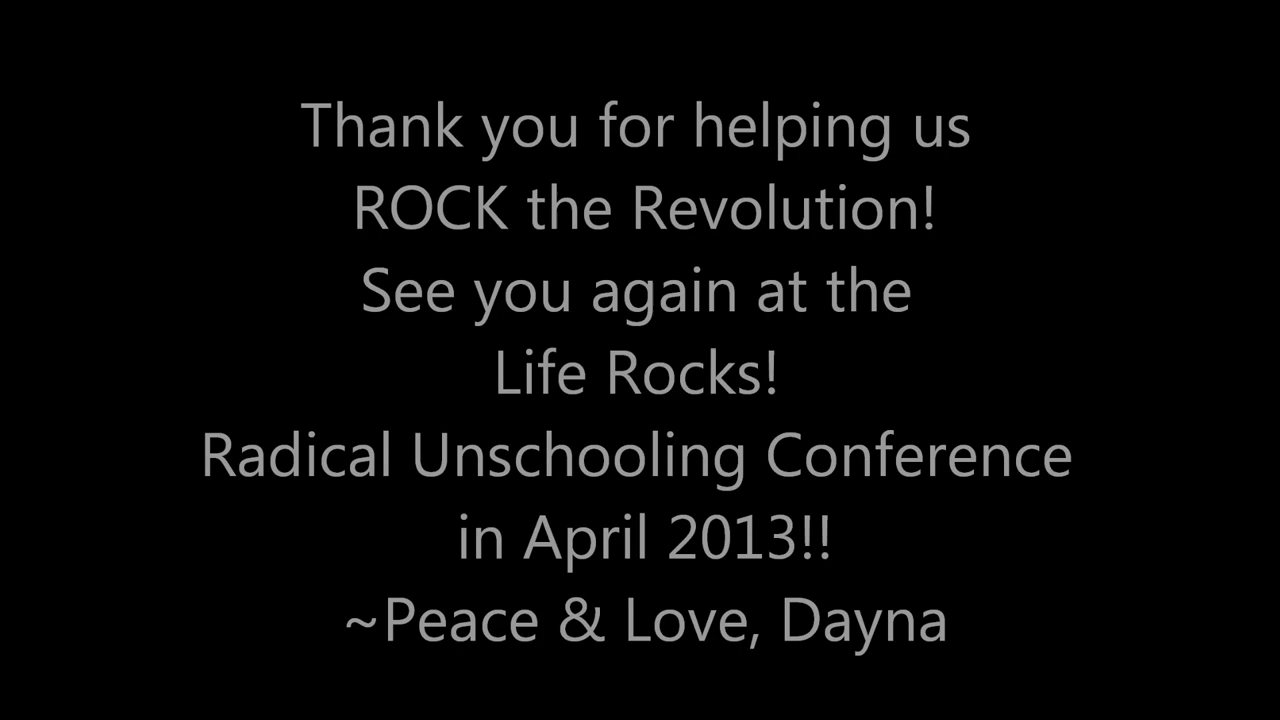 Thank you for helping us
ROCK the Revolution!
See you again at the
Life Rocks!
Radical Unschooling Conference
in April 2013!!
~Peace & Love, Dayna